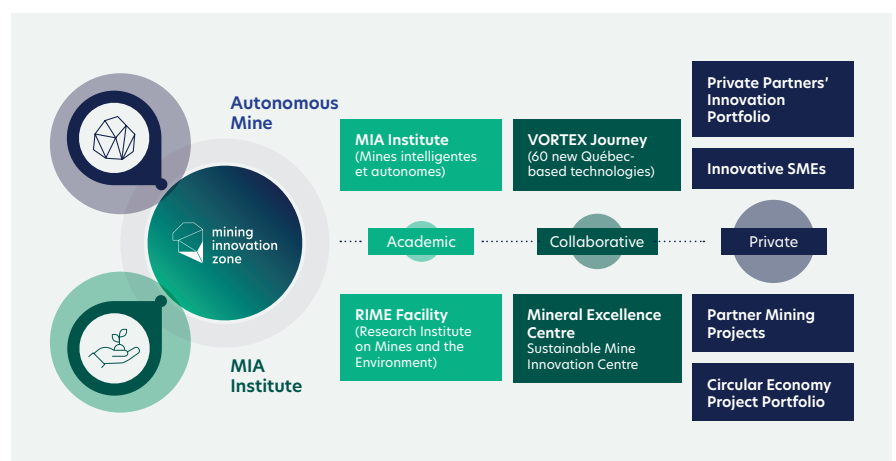 Autonomous
Mine
mining
innovation
zone
MIA
Institute
MIA Institute
(Mines intelligentes
et autonomes)
VORTEX Journey
(60 new Québec-
based technologies)
Private Partners'
Innovation
Portfolio
Innovative SMEs
Academic
Collaborative
Private
RIME Facility
(Research Institute
on Mines and the
Environment)
Mineral Excellence
Centre
Sustainable Mine
Innovation Centre
Partner Mining
Projects
Circular Economy
Project Portfolio